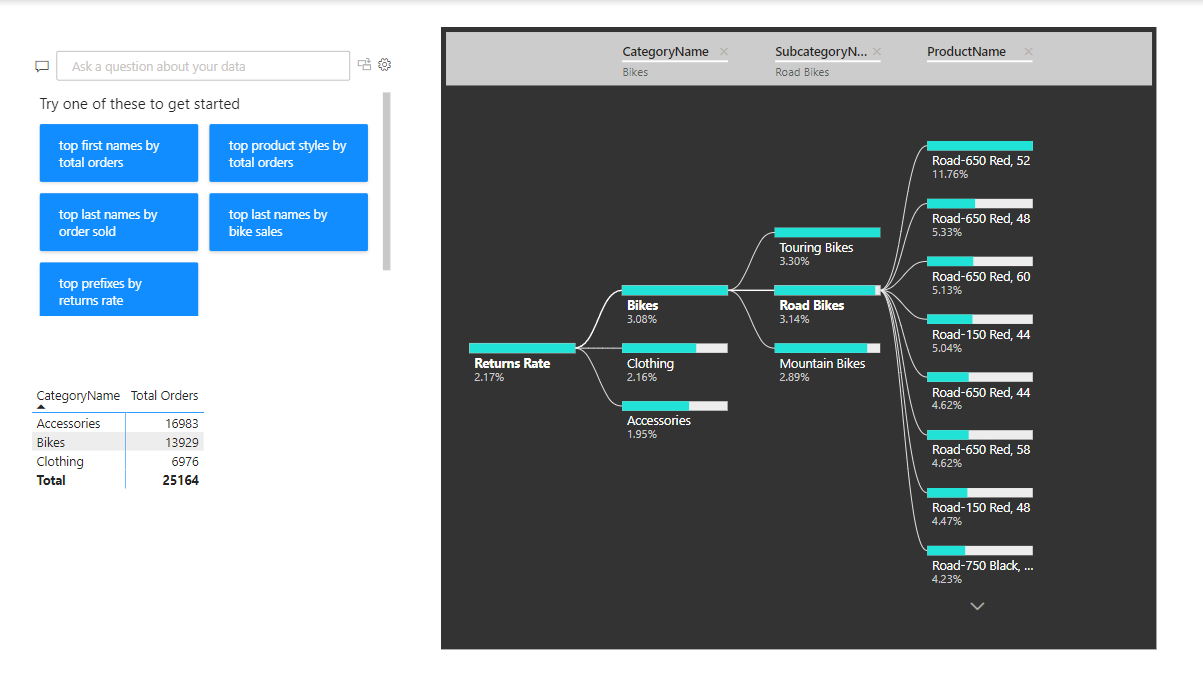 Ask a question about your data
Try one of these to get started
top first names by
total orders
top product styles by
total orders
top last names by
order sold
top last names by
bike sales
top prefixes by
returns rate
CategoryName Total Orders
Accessories 16983
Bikes 13929
Clothing 6976
Total 25164
CategoryName
Bikes
SubcategoryN...
Road Bikes
ProductName
Returns Rate
2.17%
Bikes
3.08%
Clothing
2.16%
Accessories
1.95%
Touring Bikes
3.30%
Road Bikes
3.14%
Mountain Bikes
2.89%
Road-650 Red, 52
11.76%
Road-650 Red, 48
5.33%
Road-650 Red, 60
5.13%
Road-150 Red, 44
5.04%
Road-650 Red, 44
4.62%
Road-650 Red, 58
4.62%
Road-150 Red, 48
4.47%
Road-750 Black, ...
4.23%